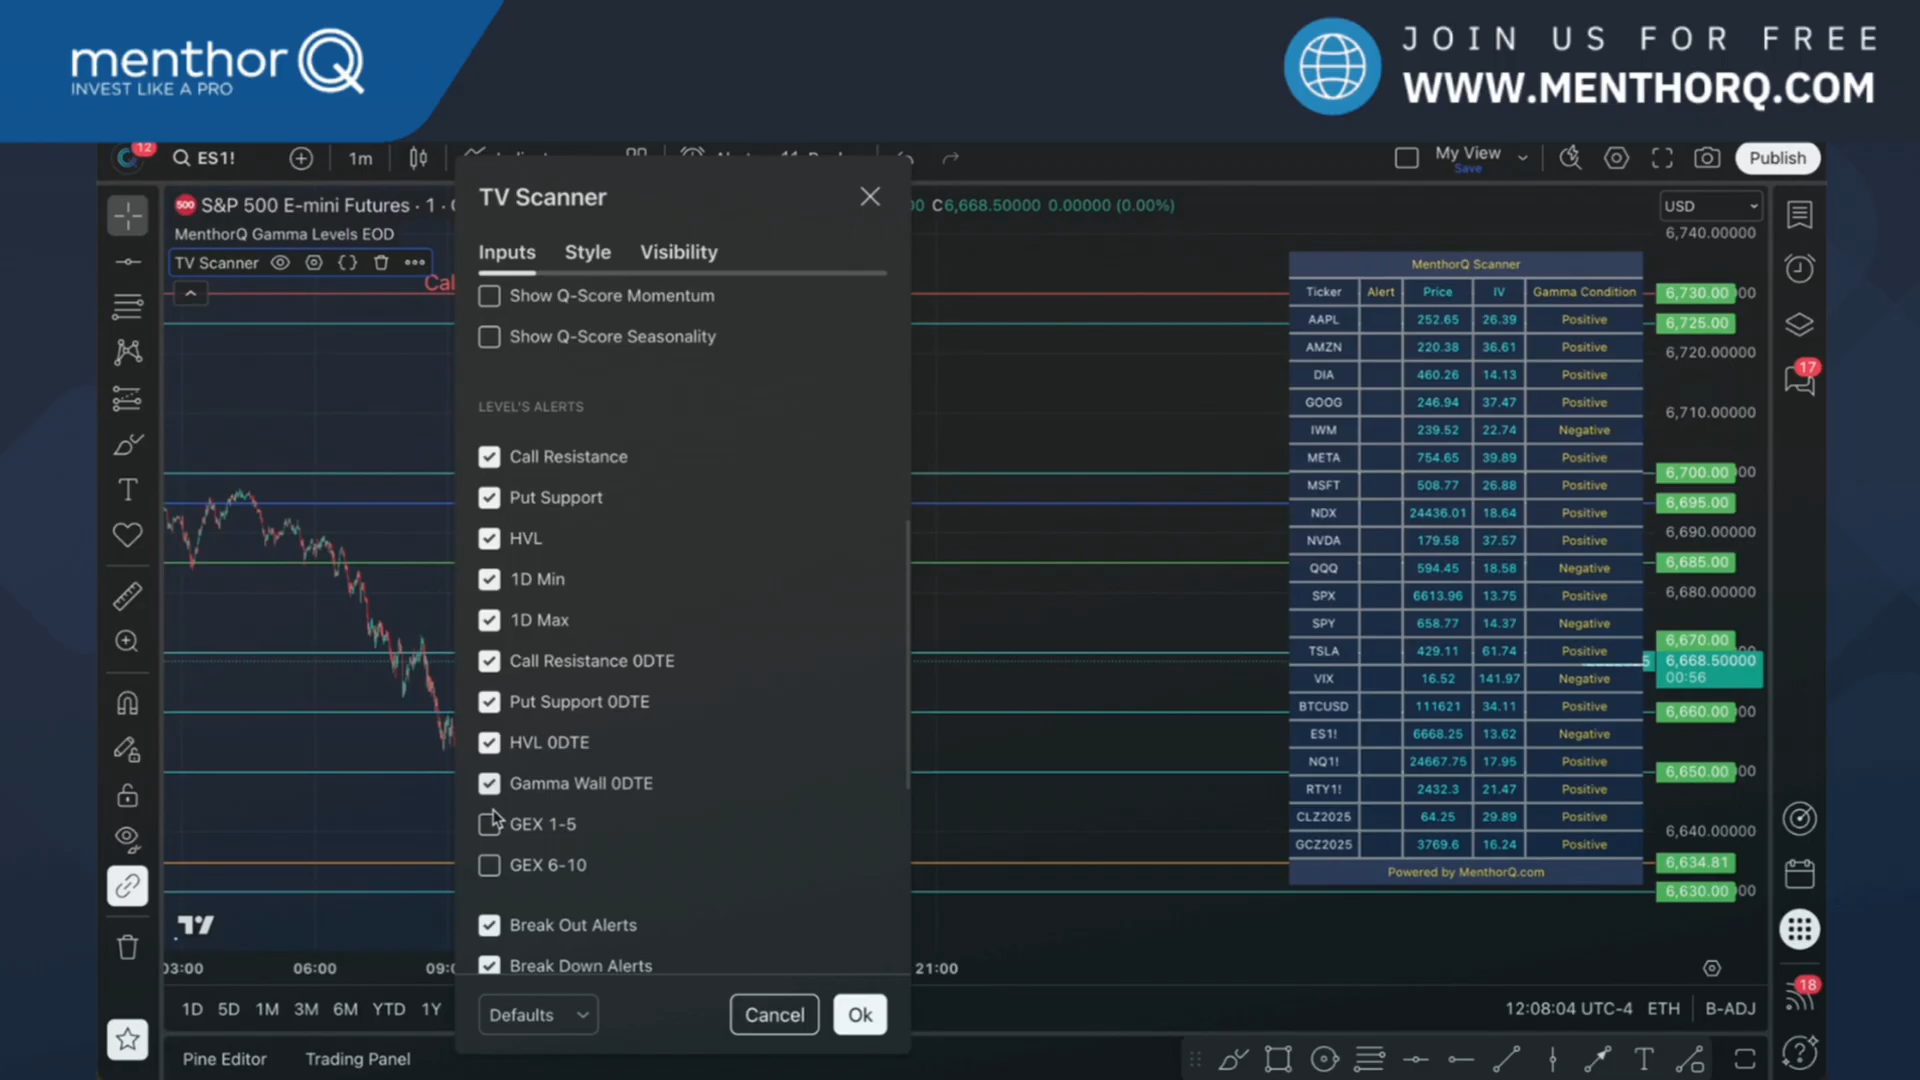 menthorQ
INVEST LIKE A PRO
JOIN US FOR FREE
WWW.MENTHORQ.COM
12
ES1!
1m
My View
Save
Publish
500 S&P 500 E-mini Futures · 1 ·
C6,668.50000 0.00000 (0.00%)
MenthorQ Gamma Levels EOD
TV Scanner
Cal
TV Scanner
Inputs Style Visibility
Show Q-Score Momentum
Show Q-Score Seasonality
LEVEL'S ALERTS
Call Resistance
Put Support
HVL
1D Min
1D Max
Call Resistance 0DTE
Put Support 0DTE
HVL 0DTE
Gamma Wall 0DTE
GEX 1-5
GEX 6-10
Break Out Alerts
Break Down Alerts
Defaults
Cancel
Ok
MenthorQ Scanner
Ticker Alert Price IV Gamma Condition
AAPL 252.65 26.39 Positive
AMZN 220.38 36.61 Positive
DIA 460.26 14.13 Positive
GOOG 246.94 37.47 Positive
IWM 239.52 22.74 Negative
META 754.65 39.89 Positive
MSFT 508.77 26.88 Positive
NDX 24436.01 18.64 Positive
NVDA 179.58 37.57 Positive
QQQ 594.45 18.58 Negative
SPX 6613.96 13.75 Positive
SPY 658.77 14.37 Negative
TSLA 429.11 61.74 Positive
VIX 16.52 141.97 Negative
BTCUSD 111621 34.11 Positive
ES1! 6668.25 13.62 Negative
NQ1! 24667.75 17.95 Positive
RTY1! 2432.3 21.47 Positive
CLZ2025 64.25 29.89 Positive
GCZ2025 3769.6 16.24 Positive
Powered by MenthorQ.com
USD
6,740.00000
6,730.00
6,725.00
6,720.00000
6,710.00000
6,700.00
6,695.00
6,690.00000
6,685.00
6,680.00000
6,670.00
6,668.50000
00:56
6,660.00
6,650.00
6,640.00000
6,634.81
6,630.00
17
18
03:00 06:00 09:0 21:00
1D 5D 1M 3M 6M YTD 1Y
12:08:04 UTC-4 ETH B-ADJ
Pine Editor Trading Panel